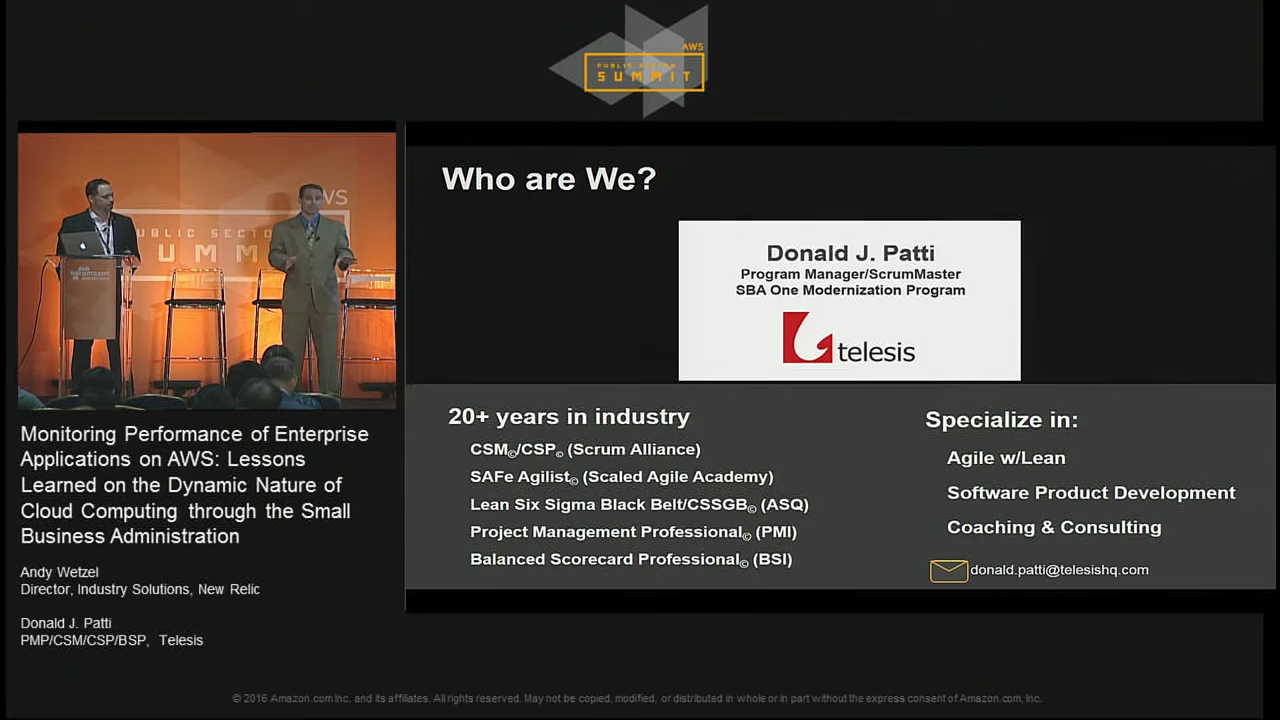 AWS
PUBLIC SECTOR
SUMMIT
WS
UBLIC SECTO
UMM
Who are We?
Donald J. Patti
Program Manager/ScrumMaster
SBA One Modernization Program
telesis
20+ years in industry
CSM©/CSP© (Scrum Alliance)
SAFe Agilist© (Scaled Agile Academy)
Lean Six Sigma Black Belt/CSSGB© (ASQ)
Project Management Professional© (PMI)
Balanced Scorecard Professional© (BSI)
Specialize in:
Agile w/Lean
Software Product Development
Coaching & Consulting
donald.patti@telesishq.com
Monitoring Performance of Enterprise
Applications on AWS: Lessons
Learned on the Dynamic Nature of
Cloud Computing through the Small
Business Administration
Andy Wetzel
Director, Industry Solutions, New Relic
Donald J. Patti
PMP/CSM/CSP/BSP, Telesis
© 2016 Amazon.com Inc. and its affiliates. All rights reserved. May not be copied, modified, or distributed in whole or in part without the express consent of Amazon.com, Inc.